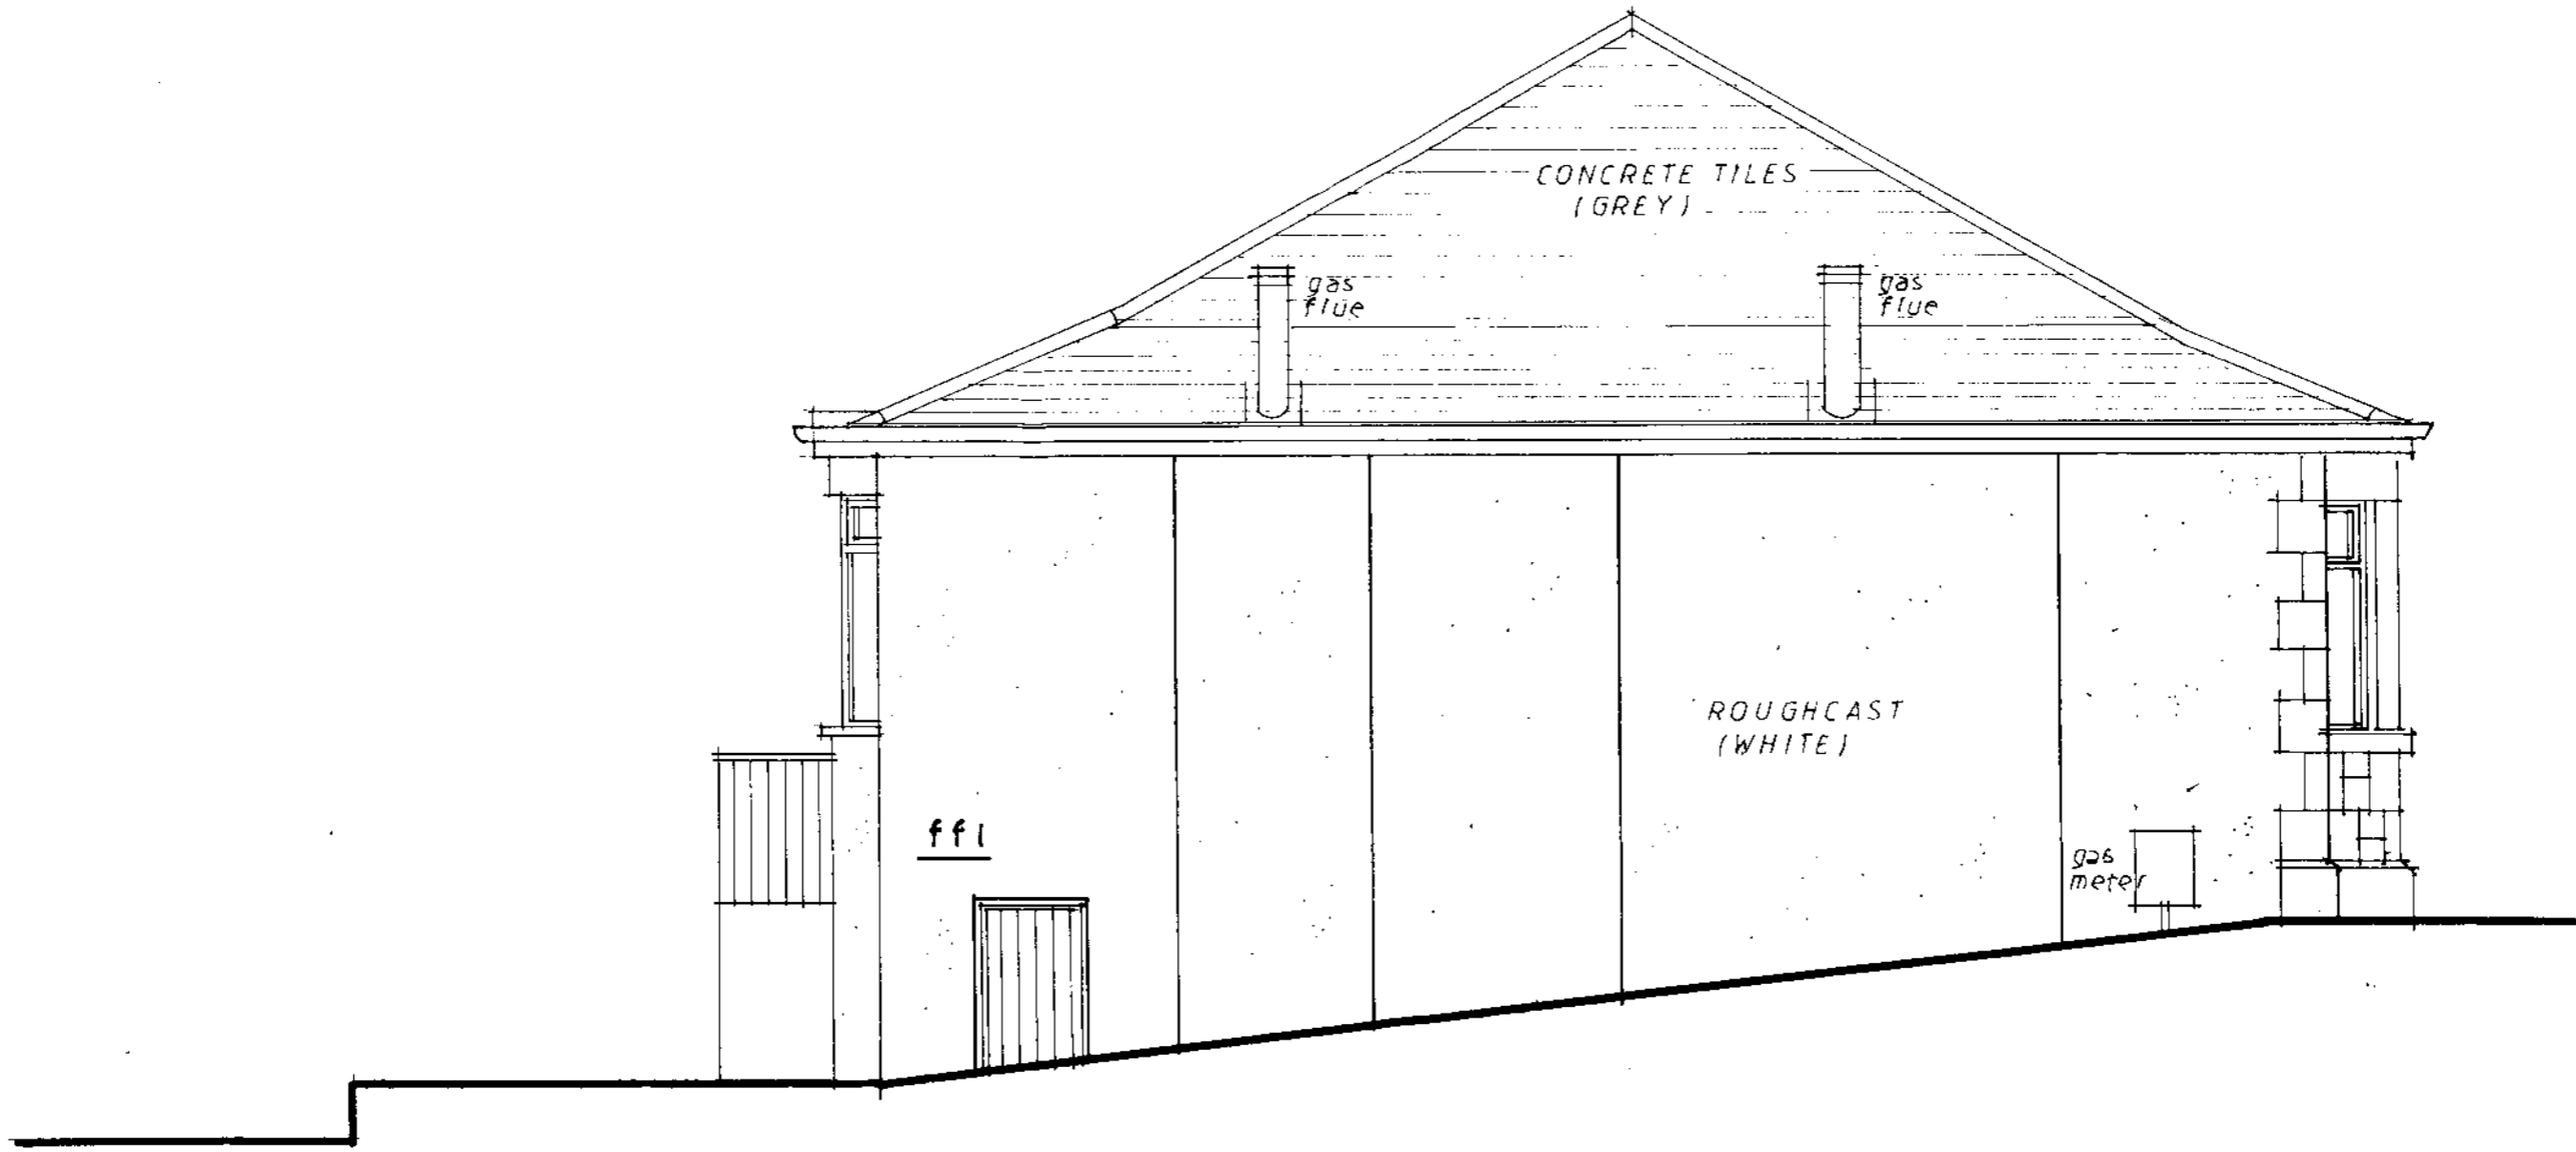 CONCRETE TILES
(GREY)
gas
flue
gas
flue
ROUGHCAST
(WHITE)
ffl
gas
meter